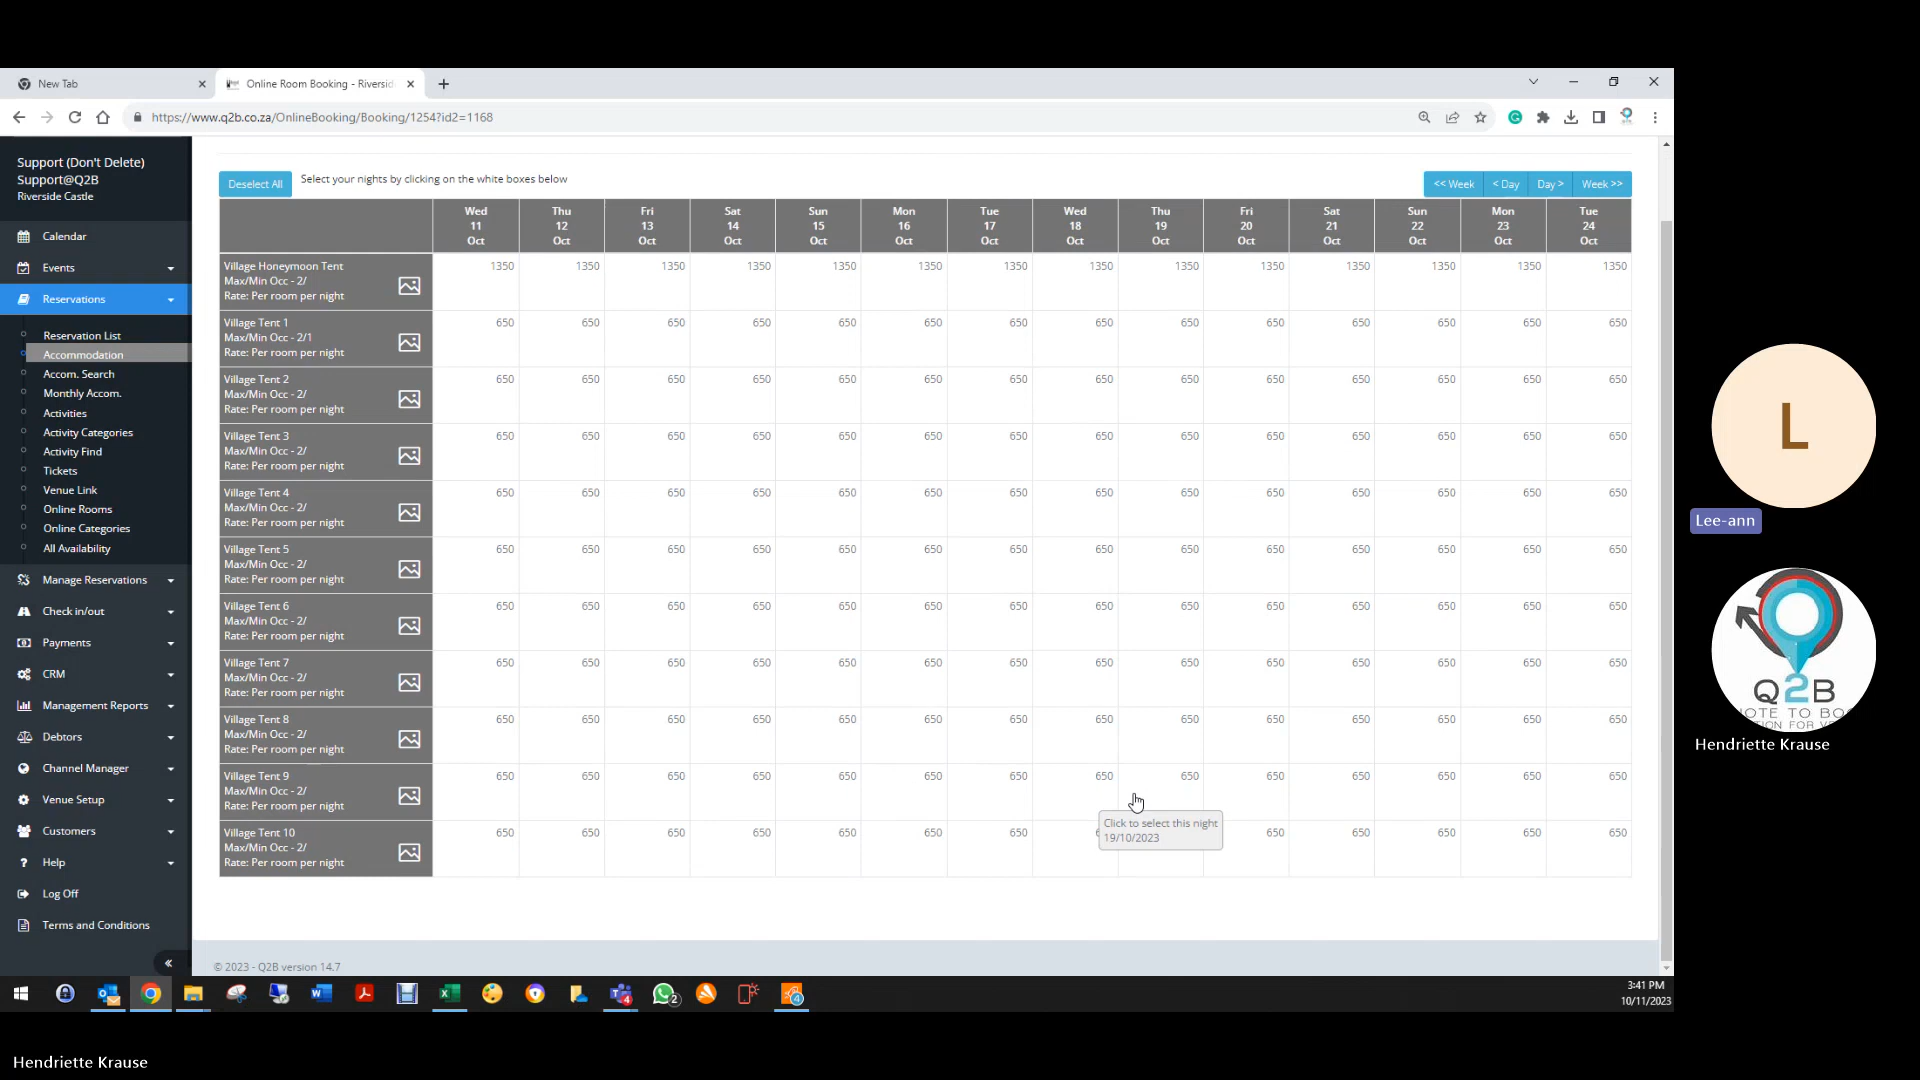 New Tab
Online Room Booking - Riversid
https://www.q2b.co.za/OnlineBooking/Booking/1254?id2=1168
Support (Don't Delete)
Support@Q2B
Riverside Castle
Calendar
Events
Reservations
Reservation List
Accommodation
Accom. Search
Monthly Accom.
Activities
Activity Categories
Activity Find
Tickets
Venue Link
Online Rooms
Online Categories
All Availability
Manage Reservations
Check in/out
Payments
CRM
Management Reports
Debtors
Channel Manager
Venue Setup
Customers
Help
Log Off
Terms and Conditions
Deselect All Select your nights by clicking on the white boxes below
<< Week < Day Day > Week >>
Wed Thu Fri Sat Sun Mon Tue Wed Thu Fri Sat Sun Mon Tue
11 12 13 14 15 16 17 18 19 20 21 22 23 24
Oct Oct Oct Oct Oct Oct Oct Oct Oct Oct Oct Oct Oct Oct
Village Honeymoon Tent 1350 1350 1350 1350 1350 1350 1350 1350 1350 1350 1350 1350 1350 1350
Max/Min Occ - 2/
Rate: Per room per night
Village Tent 1 650 650 650 650 650 650 650 650 650 650 650 650 650 650
Max/Min Occ - 2/1
Rate: Per room per night
Village Tent 2 650 650 650 650 650 650 650 650 650 650 650 650 650 650
Max/Min Occ - 2/
Rate: Per room per night
Village Tent 3 650 650 650 650 650 650 650 650 650 650 650 650 650 650
Max/Min Occ - 2/
Rate: Per room per night
Village Tent 4 650 650 650 650 650 650 650 650 650 650 650 650 650 650
Max/Min Occ - 2/
Rate: Per room per night
Village Tent 5 650 650 650 650 650 650 650 650 650 650 650 650 650 650
Max/Min Occ - 2/
Rate: Per room per night
Village Tent 6 650 650 650 650 650 650 650 650 650 650 650 650 650 650
Max/Min Occ - 2/
Rate: Per room per night
Village Tent 7 650 650 650 650 650 650 650 650 650 650 650 650 650 650
Max/Min Occ - 2/
Rate: Per room per night
Village Tent 8 650 650 650 650 650 650 650 650 650 650 650 650 650 650
Max/Min Occ - 2/
Rate: Per room per night
Village Tent 9 650 650 650 650 650 650 650 650 650 650 650 650 650 650
Max/Min Occ - 2/
Rate: Per room per night
Village Tent 10 650 650 650 650 650 650 650 650 650 650 650 650
Max/Min Occ - 2/
Rate: Per room per night
Click to select this night
19/10/2023
© 2023 - Q2B version 14.7
3:41 PM
10/11/2023
L
Lee-ann
Q2B
OTE TO BO
TION FOR V
Hendriette Krause
Hendriette Krause